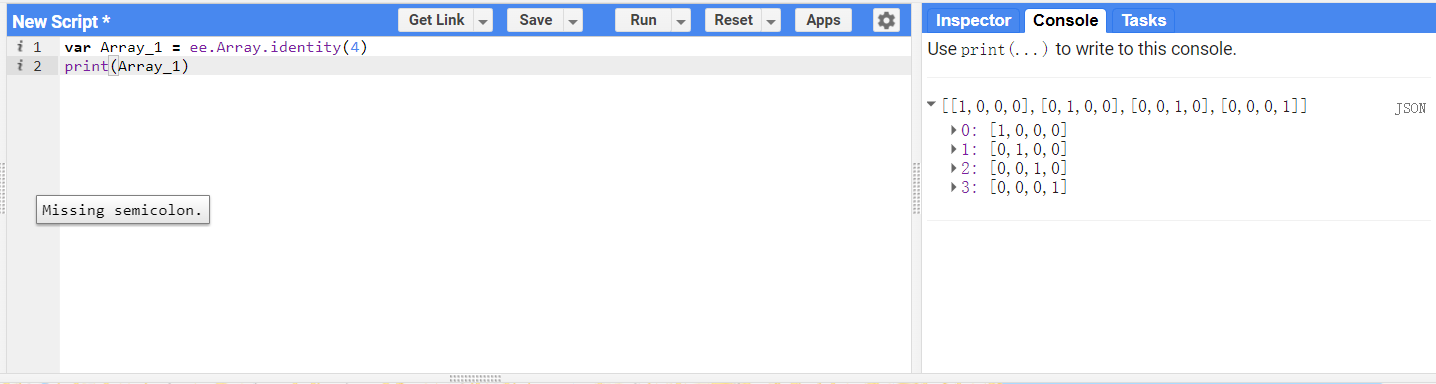 New Script * Get Link Save Run Reset Apps
i 1 var Array_1 = ee.Array.identity(4)
i 2 print(Array_1)
Missing semicolon.
Inspector Console Tasks
Use print(...) to write to this console.
[[1,0,0,0],[0,1,0,0],[0,0,1,0],[0,0,0,1]] JSON
0: [1,0,0,0]
1: [0,1,0,0]
2: [0,0,1,0]
3: [0,0,0,1]